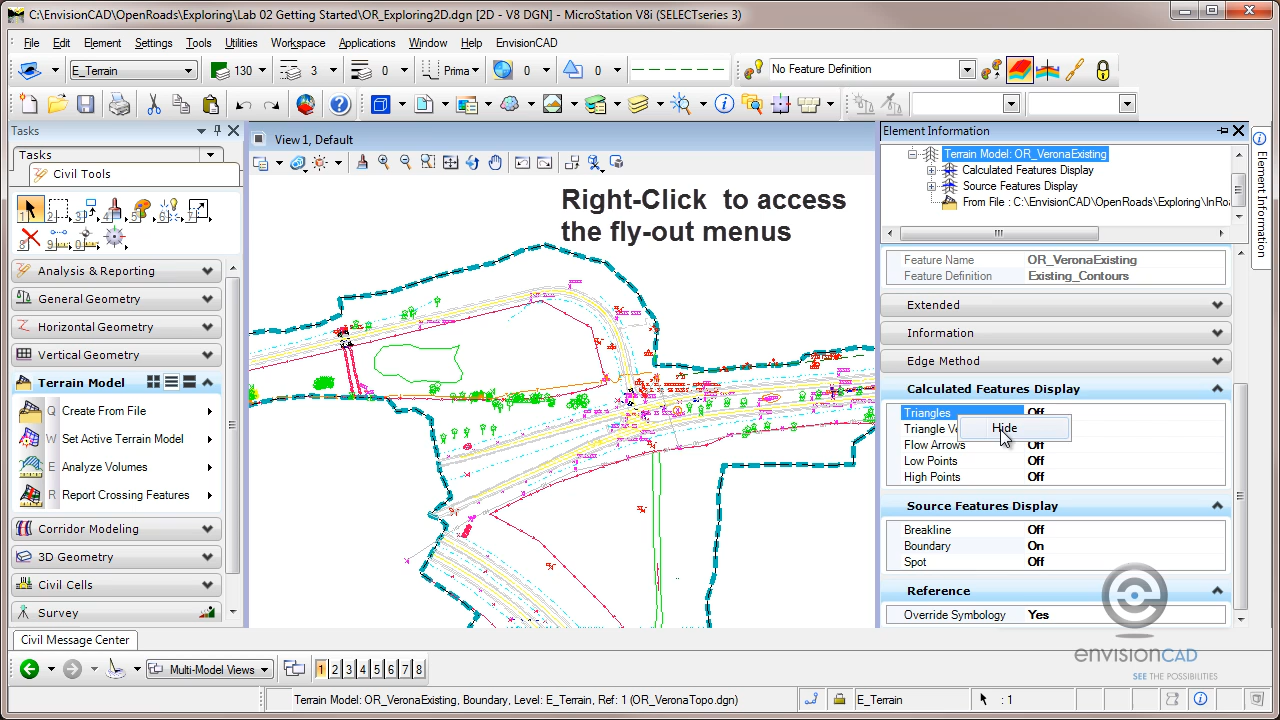 C:\EnvisionCAD\OpenRoads\Exploring\Lab 02 Getting Started\OR_Exploring2D.dgn [2D - V8 DGN] - MicroStation V8i (SELECTseries 3)
File Edit Element Settings Tools Utilities Workspace Applications Window Help EnvisionCAD
E_Terrain 130 0 Prima 0 0 No Feature Definition
Tasks
Tasks
Civil Tools
Analysis & Reporting
General Geometry
Horizontal Geometry
Vertical Geometry
Terrain Model
Q Create From File
W Set Active Terrain Model
E Analyze Volumes
R Report Crossing Features
Corridor Modeling
3D Geometry
Civil Cells
Survey
View 1, Default
Right-Click to access
the fly-out menus
Element Information
Terrain Model: OR_VeronaExisting
Calculated Features Display
Source Features Display
From File : C:\EnvisionCAD\OpenRoads\Exploring\InRoa
Feature Name OR_VeronaExisting
Feature Definition Existing_Contours
Extended
Information
Edge Method
Calculated Features Display
Triangles Off
Triangle Ve
Hide
Flow Arrows Off
Low Points Off
High Points Off
Source Features Display
Breakline Off
Boundary On
Spot Off
Reference
Override Symbology Yes
Element Information
envisionCAD
SEE THE POSSIBILITIES
Civil Message Center
Multi-Model Views 1 2 3 4 5 6 7 8
Terrain Model: OR_VeronaExisting, Boundary, Level: E_Terrain, Ref: 1 (OR_VeronaTopo.dgn) E_Terrain : 1